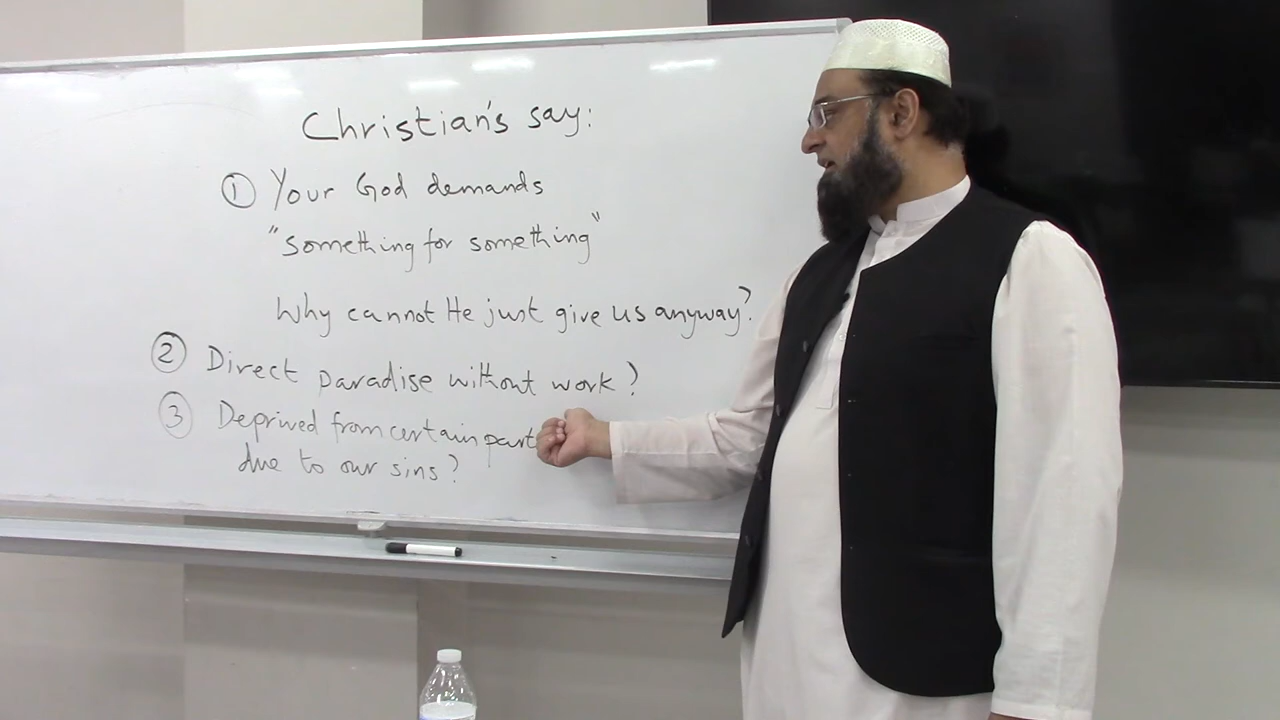 Christian's say:
① Your God demands
"something for something"
Why cannot He just give us anyway?
② Direct paradise without work?
③ Deprived from certain part
due to our sins?